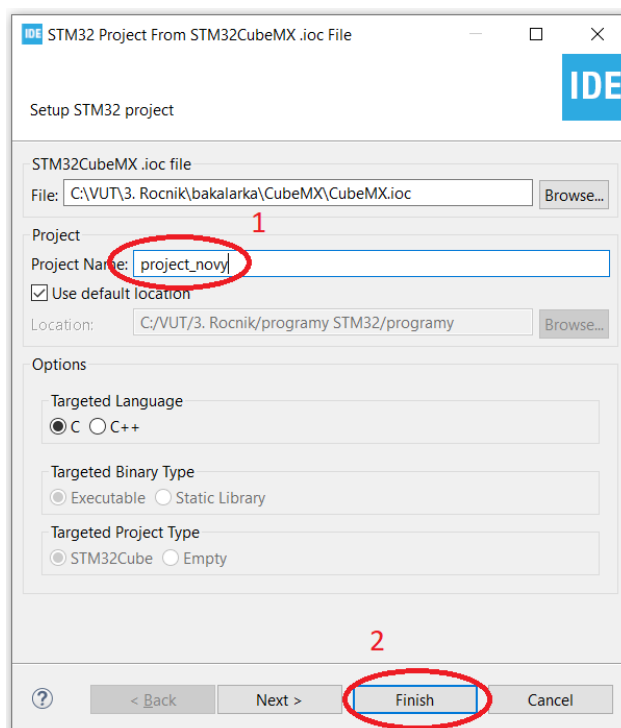 IDE STM32 Project From STM32CubeMX .ioc File
IDE
Setup STM32 project
STM32CubeMX .ioc file
File: C:\VUT\3. Rocnik\bakalarka\CubeMX\CubeMX.ioc Browse...
1
Project
Project Name: project_novy
Use default location
Location: C:/VUT/3. Rocnik/programy STM32/programy Browse...
Options
Targeted Language
C C++
Targeted Binary Type
Executable Static Library
Targeted Project Type
STM32Cube Empty
2
? < Back Next > Finish Cancel